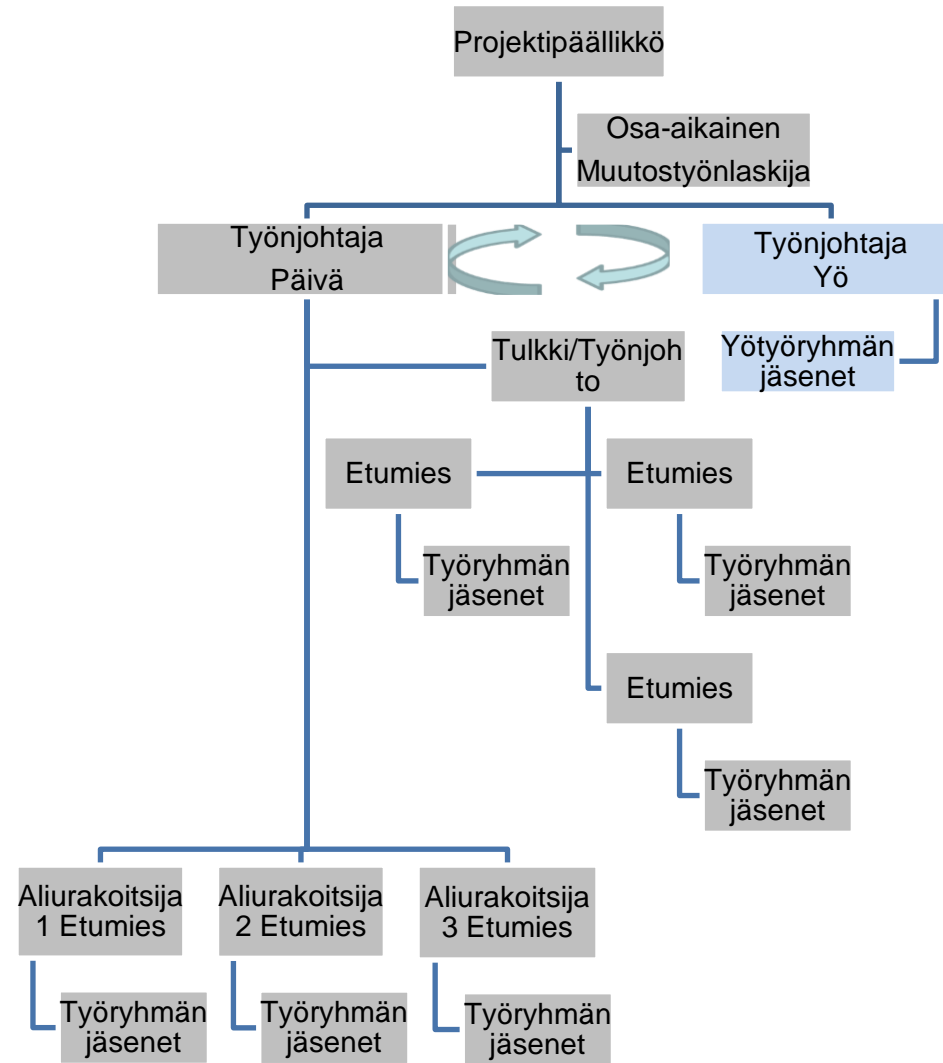 Projektipäällikkö
Osa-aikainen
Muutostyönlaskija
Työnjohtaja
Päivä
Työnjohtaja
Yö
Tulkki/Työnjoh
to
Yötyöryhmän
jäsenet
Etumies
Etumies
Työryhmän
jäsenet
Työryhmän
jäsenet
Etumies
Työryhmän
jäsenet
Aliurakoitsija
1 Etumies
Aliurakoitsija
2 Etumies
Aliurakoitsija
3 Etumies
Työryhmän
jäsenet
Työryhmän
jäsenet
Työryhmän
jäsenet